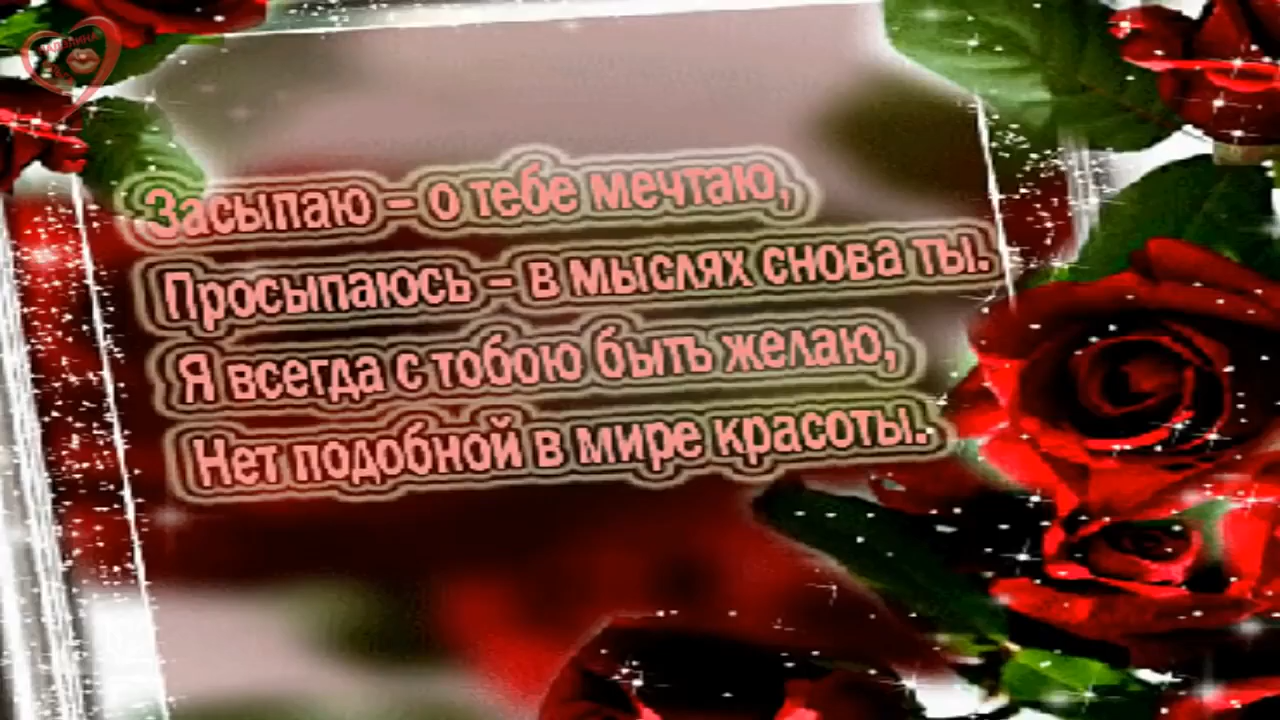 Засыпаю – о тебе мечтаю,
Просыпаюсь – в мыслях снова ты.
Я всегда с тобою быть желаю,
Нет подобной в мире красоты.